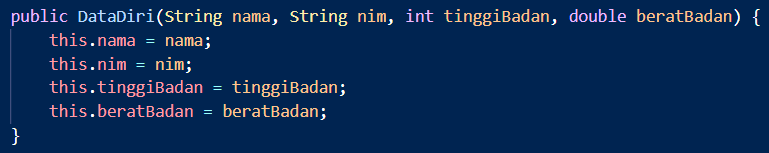 public DataDiri(String nama, String nim, int tinggiBadan, double beratBadan) {
    this.nama = nama;
    this.nim = nim;
    this.tinggiBadan = tinggiBadan;
    this.beratBadan = beratBadan;
}